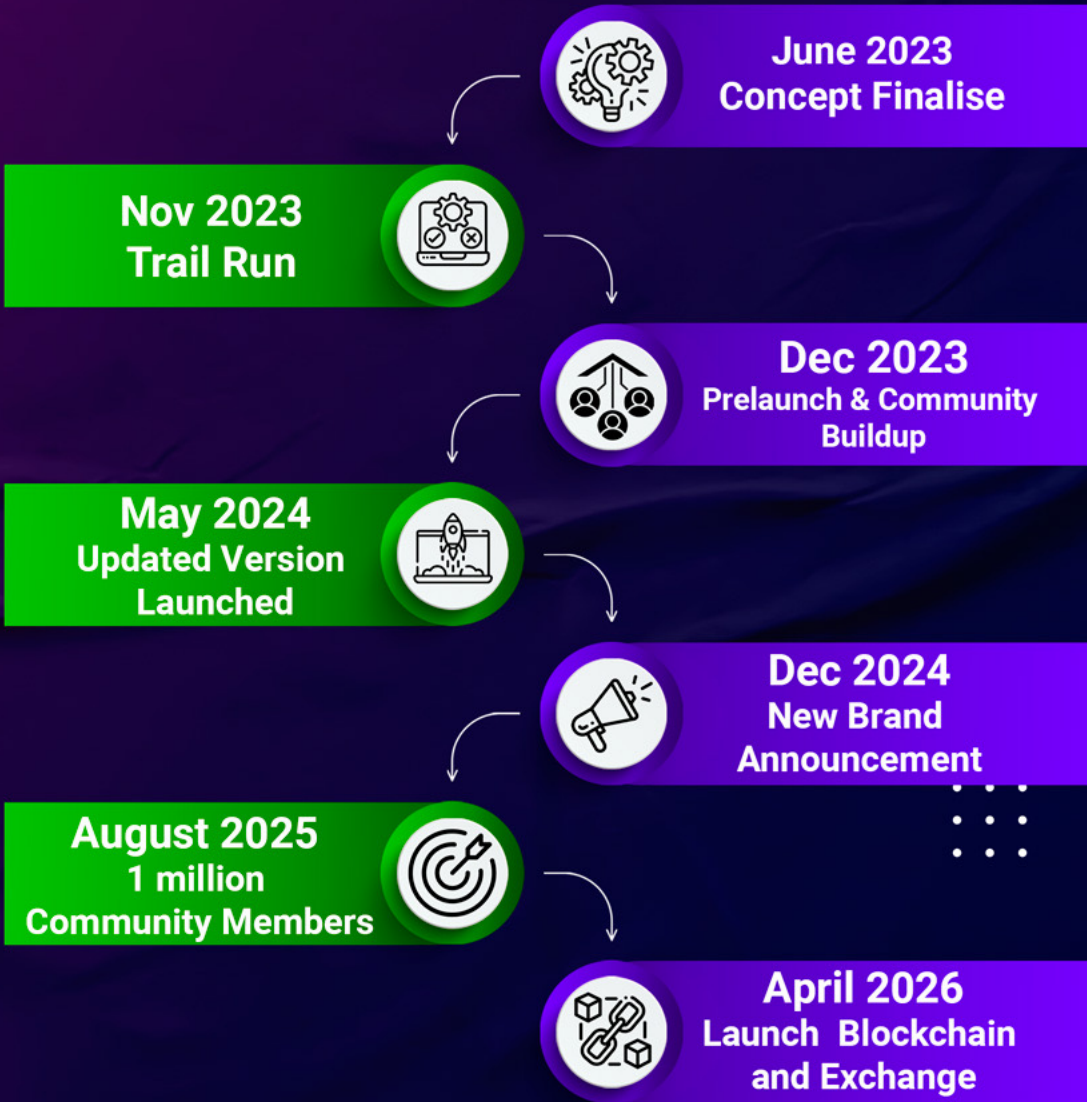 June 2023
Concept Finalise
Nov 2023
Trail Run
Dec 2023
Prelaunch & Community
Buildup
May 2024
Updated Version
Launched
Dec 2024
New Brand
Announcement
August 2025
1 million
Community Members
April 2026
Launch Blockchain
and Exchange